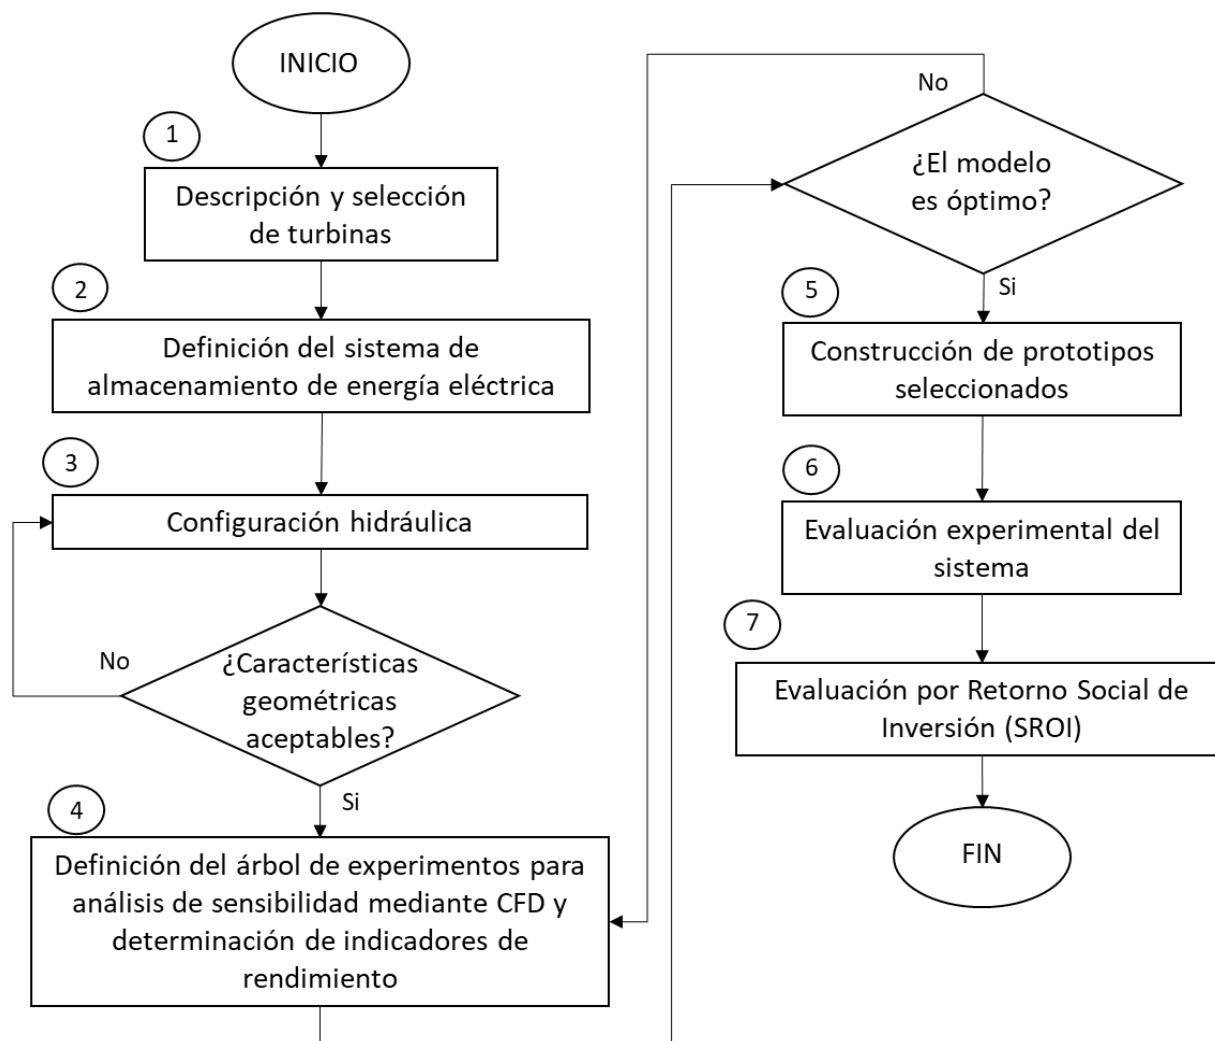 INICIO
1
Descripción y selección
de turbinas
2
Definición del sistema de
almacenamiento de energía eléctrica
3
Configuración hidráulica
No
¿Características
geométricas
aceptables?
Si
4
Definición del árbol de experimentos para
análisis de sensibilidad mediante CFD y
determinación de indicadores de
rendimiento
No
¿El modelo
es óptimo?
Si
5
Construcción de prototipos
seleccionados
6
Evaluación experimental del
sistema
7
Evaluación por Retorno Social de
Inversión (SROI)
FIN